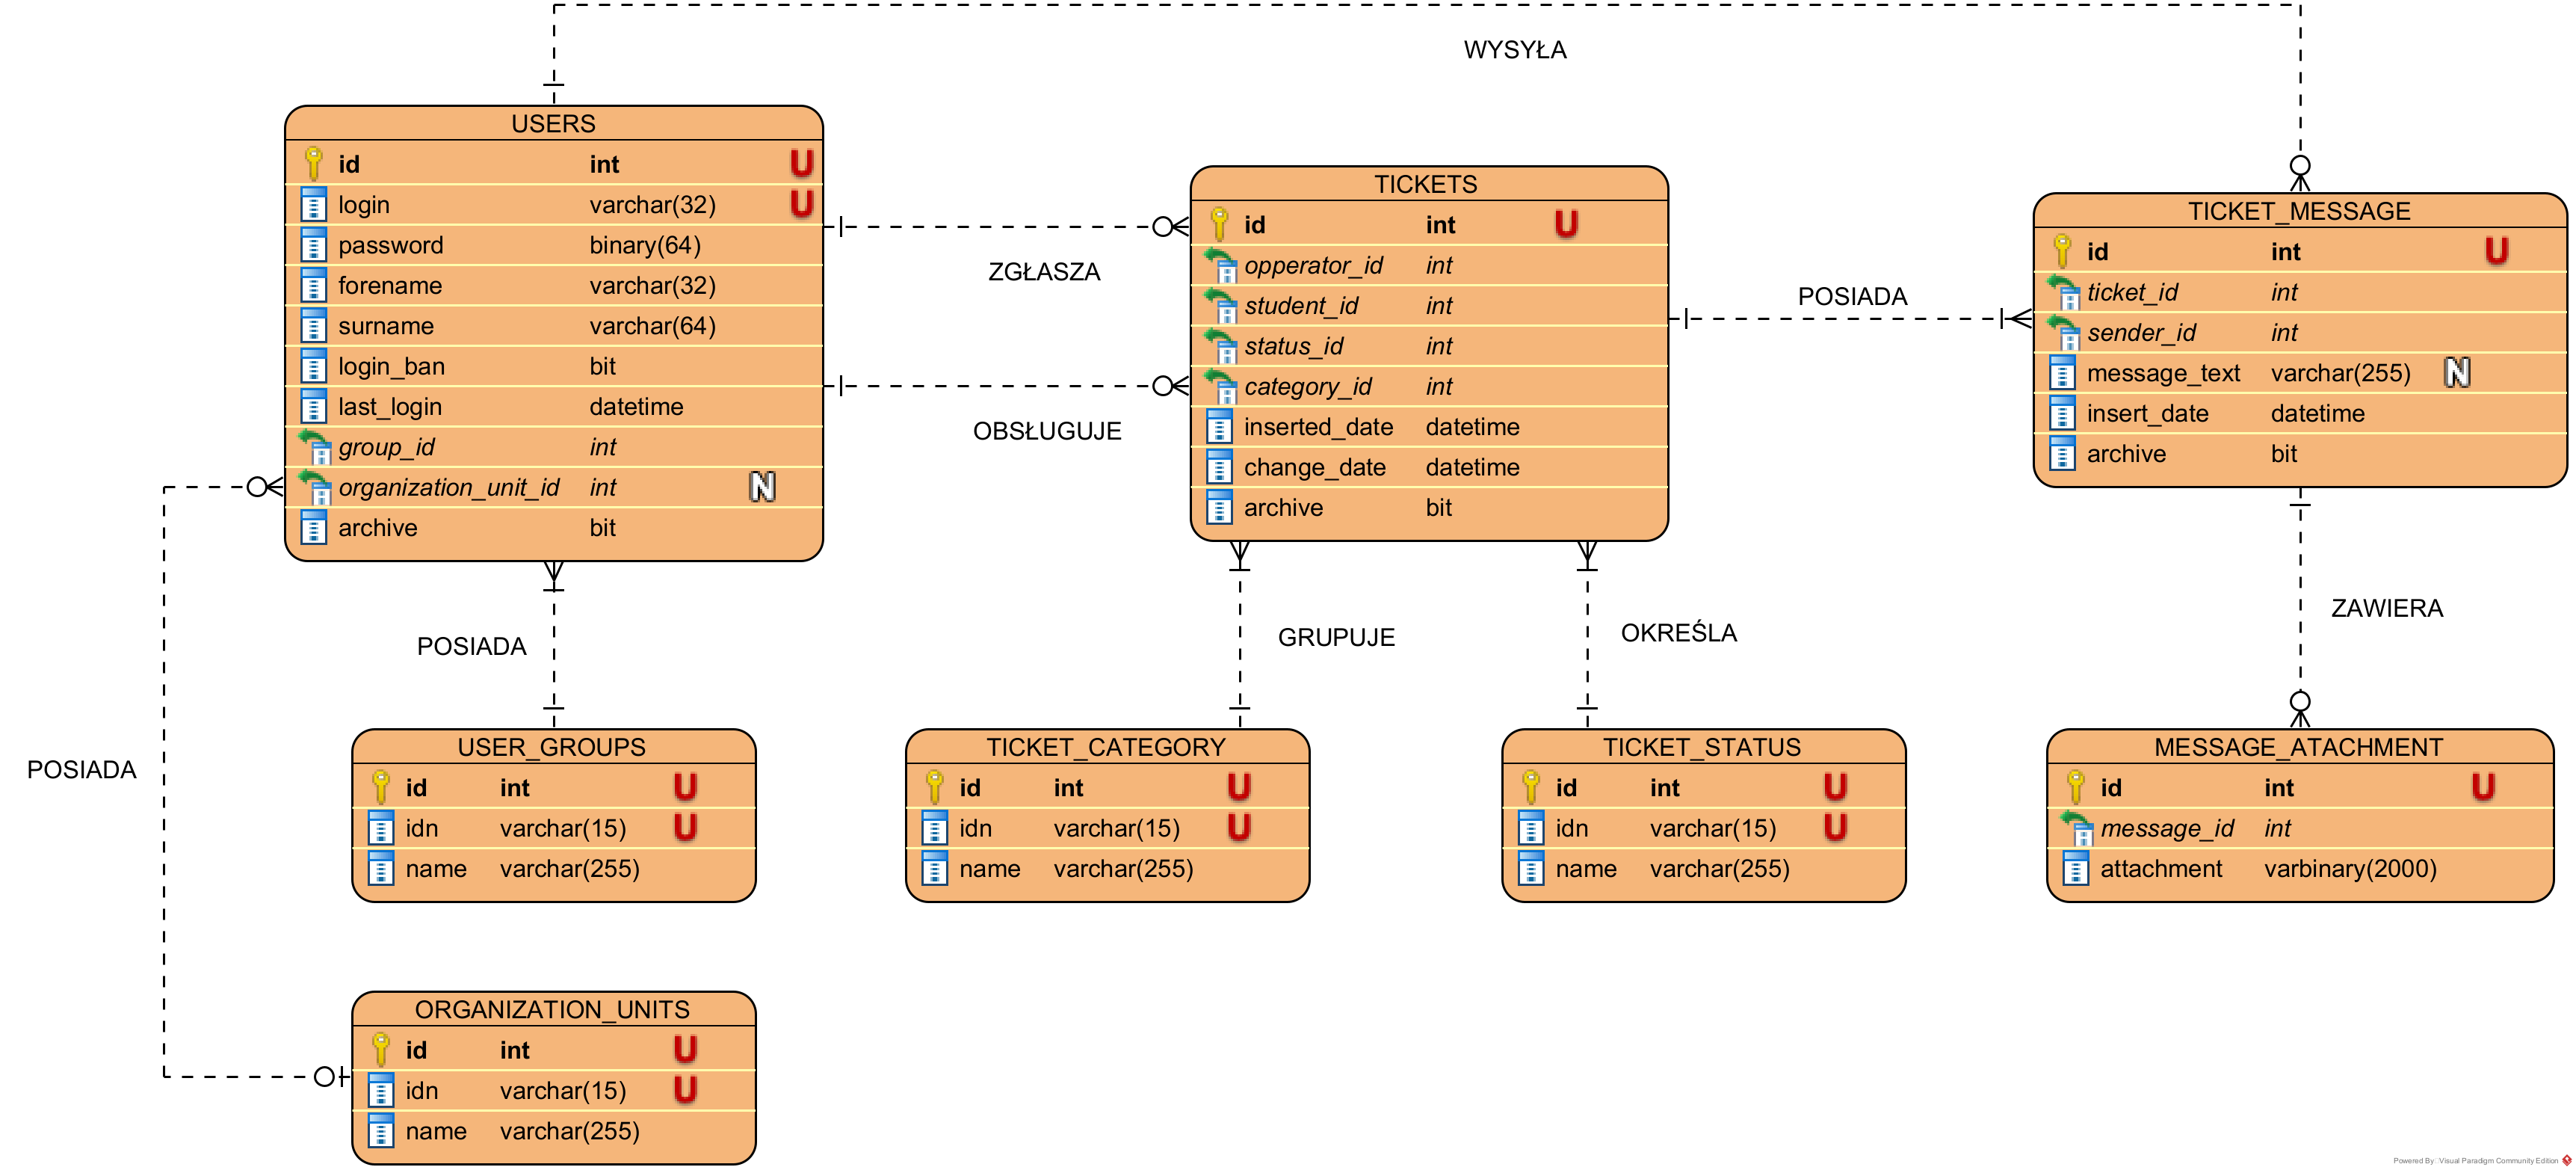 WYSYŁA
USERS
id int U
login varchar(32) U
password binary(64)
forename varchar(32)
surname varchar(64)
login_ban bit
last_login datetime
group_id int
organization_unit_id int N
archive bit
ZGŁASZA
OBSŁUGUJE
TICKETS
id int U
opperator_id int
student_id int
status_id int
category_id int
inserted_date datetime
change_date datetime
archive bit
POSIADA
TICKET_MESSAGE
id int U
ticket_id int
sender_id int
message_text varchar(255) N
insert_date datetime
archive bit
POSIADA
GRUPUJE
OKREŚLA
ZAWIERA
POSIADA
USER_GROUPS
id int U
idn varchar(15) U
name varchar(255)
TICKET_CATEGORY
id int U
idn varchar(15) U
name varchar(255)
TICKET_STATUS
id int U
idn varchar(15) U
name varchar(255)
MESSAGE_ATACHMENT
id int U
message_id int
attachment varbinary(2000)
ORGANIZATION_UNITS
id int U
idn varchar(15) U
name varchar(255)
Powered By: Visual Paradigm Community Edition